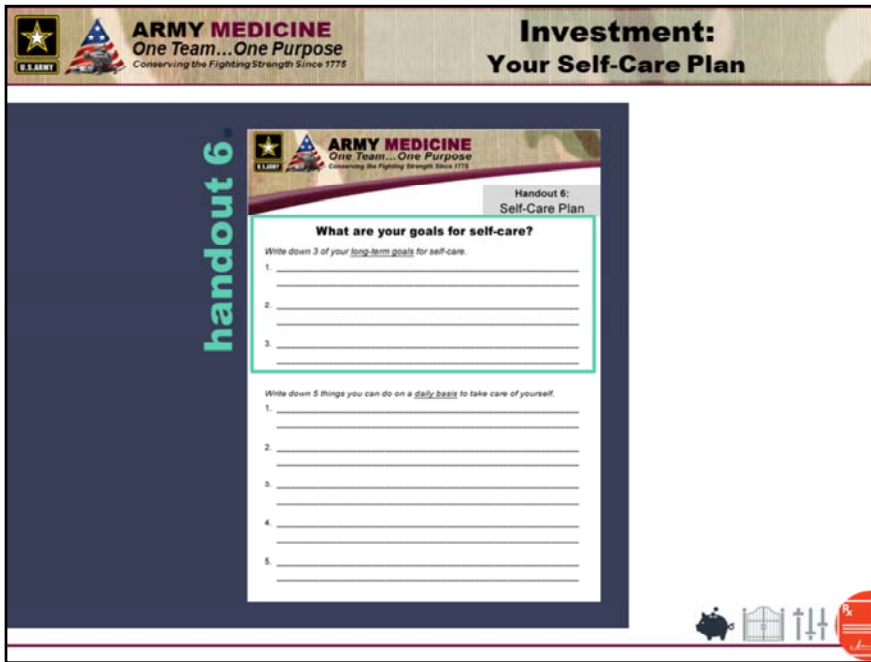 ARMY MEDICINE
One Team...One Purpose
Conserving the Fighting Strength Since 1775
U.S.ARMY
Investment:
Your Self-Care Plan
handout 6.
ARMY MEDICINE
One Team...One Purpose
Conserving the Fighting Strength Since 1775
U.S.ARMY
Handout 6:
Self-Care Plan
What are your goals for self-care?
Write down 3 of your long-term goals for self-care.
1.
2.
3.
Write down 5 things you can do on a daily basis to take care of yourself.
1.
2.
3.
4.
5.
Rx